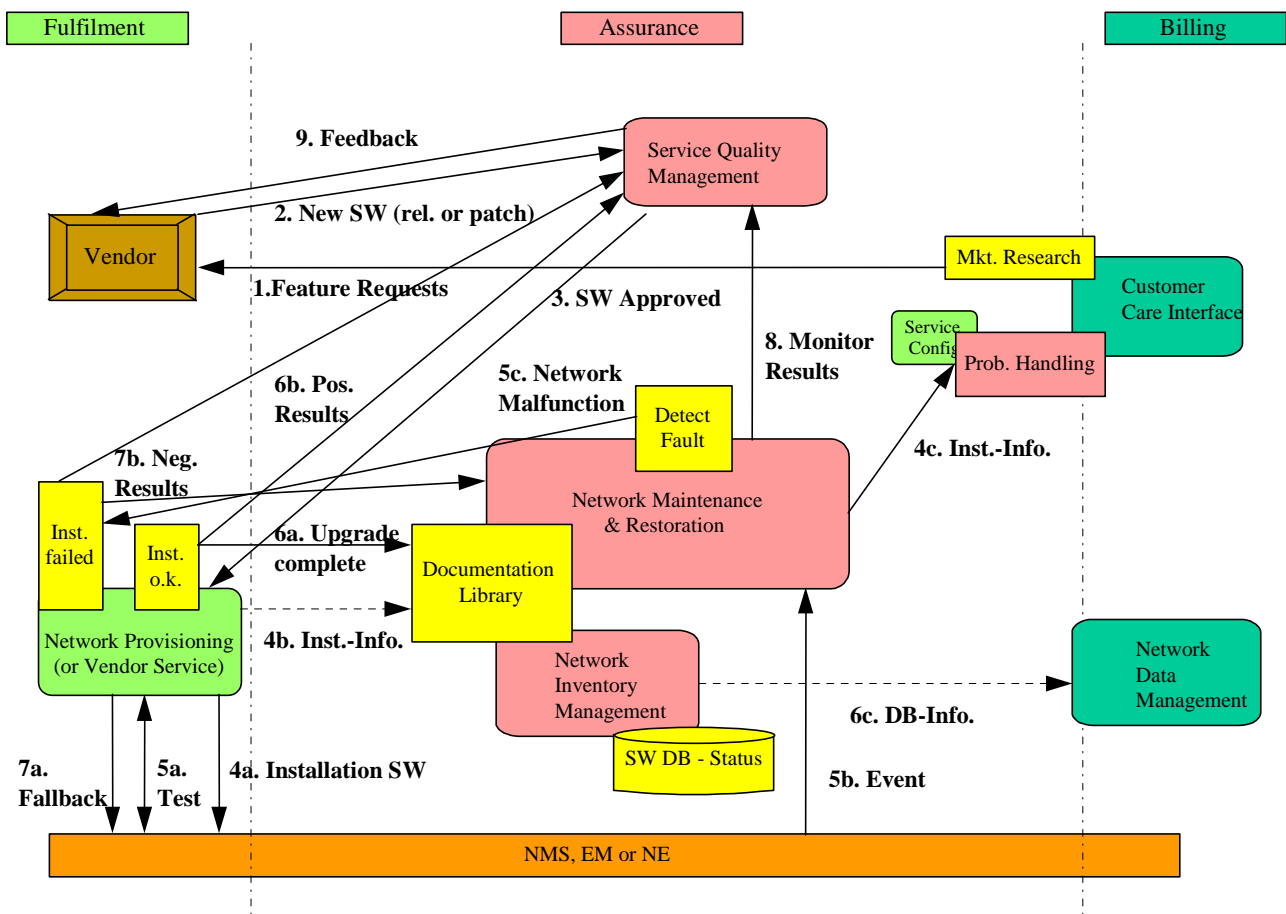 Fulfilment
Assurance
Billing
9. Feedback
Service Quality
Management
2. New SW (rel. or patch)
Vendor
Mkt. Research
1.Feature Requests
3. SW Approved
Customer
Care Interface
Service
Config
8. Monitor
Results
Prob. Handling
6b. Pos.
Results
5c. Network
Malfunction
Detect
Fault
4c. Inst.-Info.
7b. Neg.
Results
Network Maintenance
& Restoration
Inst.
failed
Inst.
o.k.
6a. Upgrade
complete
Documentation
Library
Network Provisioning
(or Vendor Service)
4b. Inst.-Info.
Network
Inventory
Management
Network
Data
Management
6c. DB-Info.
SW DB - Status
7a.
Fallback
5a.
Test
4a. Installation SW
5b. Event
NMS, EM or NE